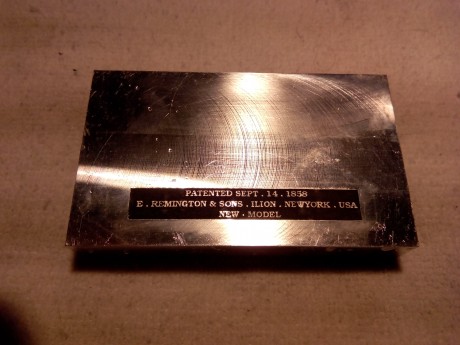 PATENTED SEPT . 14 . 1858
E . REMINGTON & SONS . ILION . NEWYORK . USA
NEW . MODEL